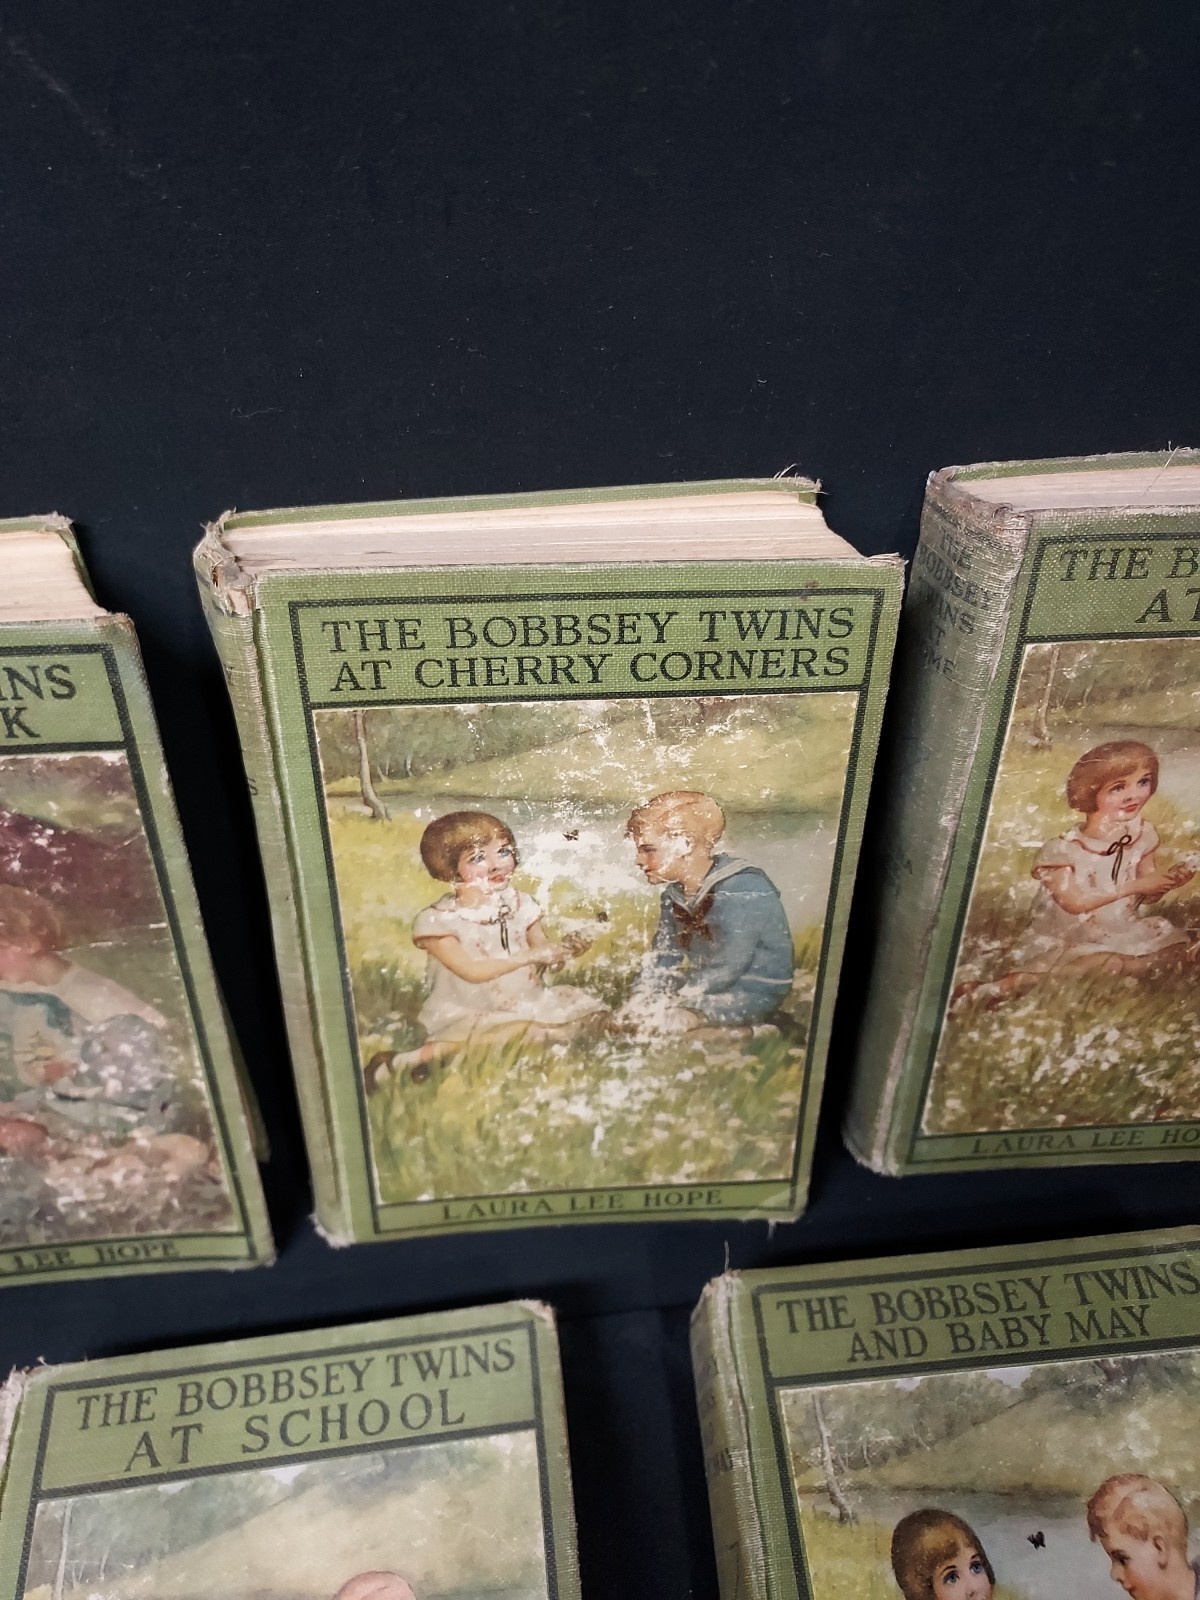 INS
K
LEE HOPE
THE BOBBSEY TWINS
AT CHERRY CORNERS
LAURA LEE HOPE
THE
BOBBSEY
TWINS
AT
HOME
THE B
AT
LAURA LEE HO
THE BOBBSEY TWINS
AT SCHOOL
THE BOBBSEY TWINS
AND BABY MAY